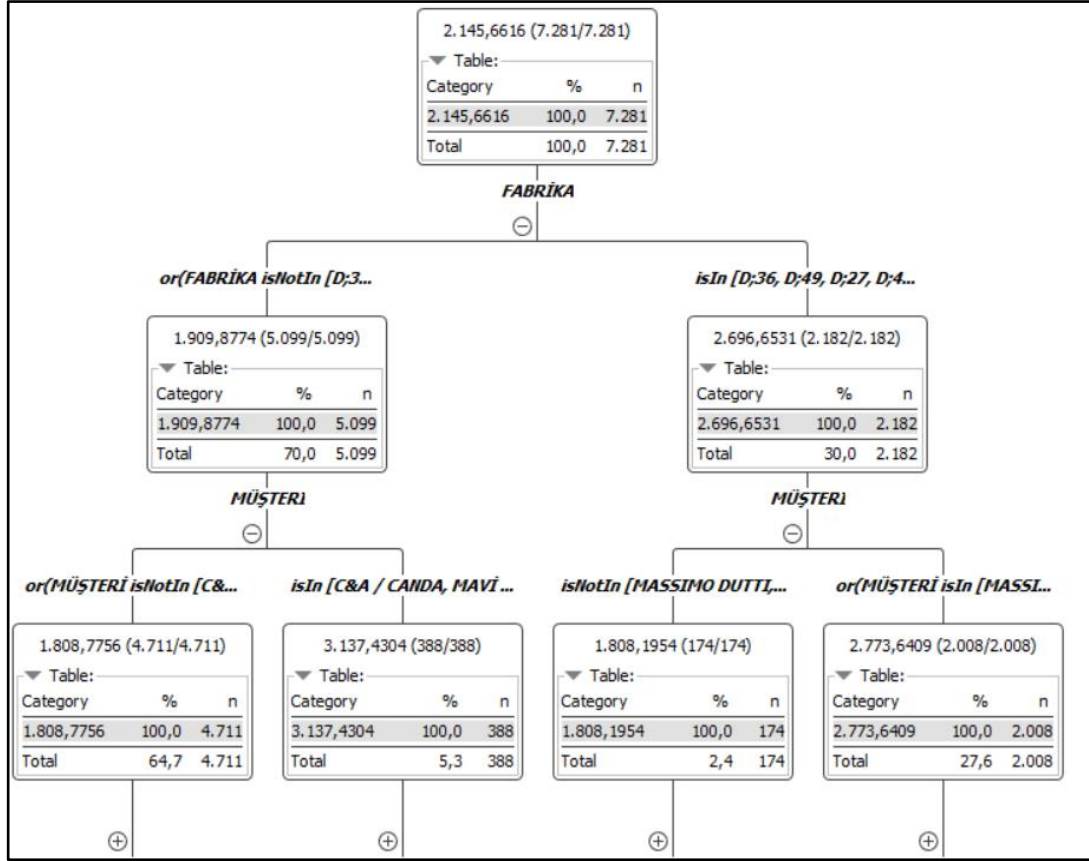 2.145,6616 (7.281/7.281)
Table:
Category % n
2.145,6616 100,0 7.281
Total 100,0 7.281
FABRİKA
or(FABRİKA isNotIn [D;3...
isIn [D;36, D;49, D;27, D;4...
1.909,8774 (5.099/5.099)
Table:
Category % n
1.909,8774 100,0 5.099
Total 70,0 5.099
2.696,6531 (2.182/2.182)
Table:
Category % n
2.696,6531 100,0 2.182
Total 30,0 2.182
MÜŞTERİ
MÜŞTERİ
or(MÜŞTERİ isNotIn [C&...
isIn [C&A / CANDA, MAVİ ...
isNotIn [MASSIMO DUTTI,...
or(MÜŞTERİ isIn [MASSI...
1.808,7756 (4.711/4.711)
Table:
Category % n
1.808,7756 100,0 4.711
Total 64,7 4.711
3.137,4304 (388/388)
Table:
Category % n
3.137,4304 100,0 388
Total 5,3 388
1.808,1954 (174/174)
Table:
Category % n
1.808,1954 100,0 174
Total 2,4 174
2.773,6409 (2.008/2.008)
Table:
Category % n
2.773,6409 100,0 2.008
Total 27,6 2.008